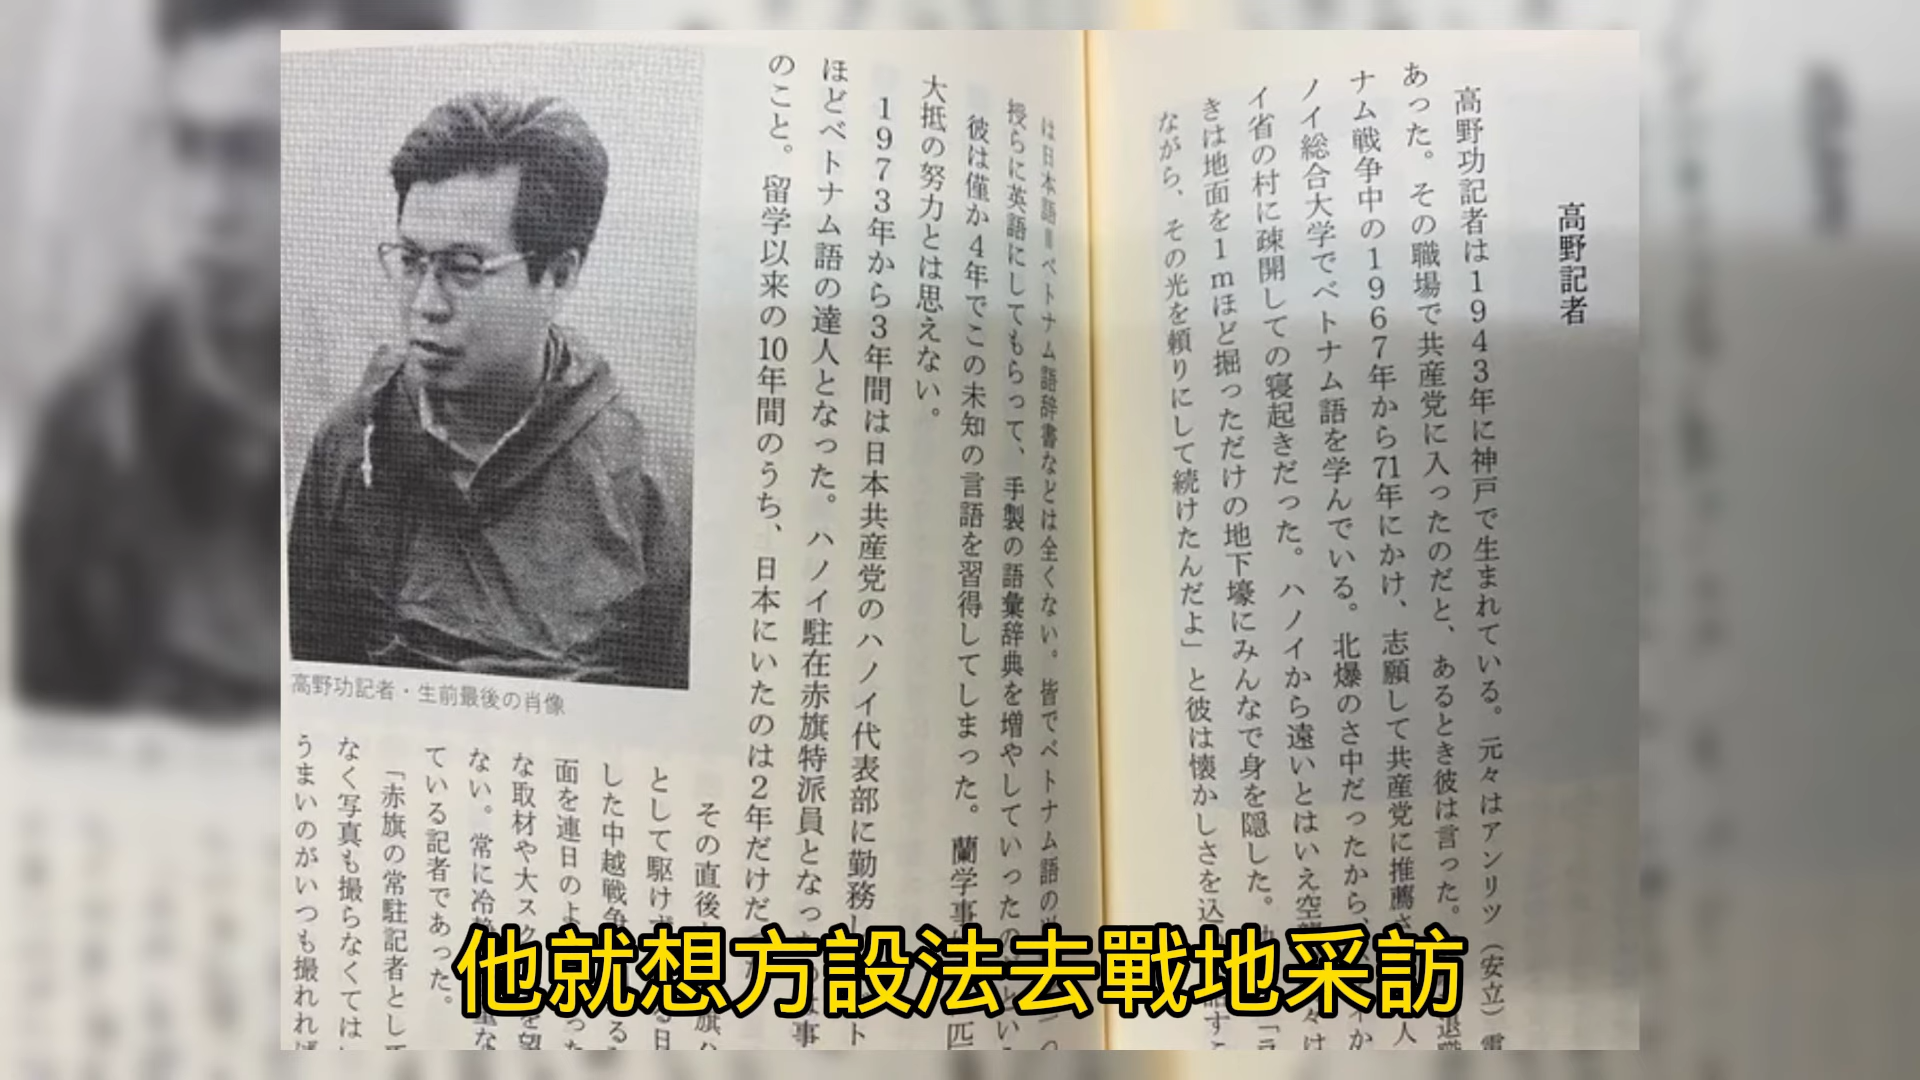 高野記者
高野功記者は1943年に神戸で生まれている。元々はアンリツ（安立）電
あった。その職場で共産党に入ったのだと、あるとき彼は言った。
ナム戦争中の1967年から71年にかけ、志願して共産党に推薦さ
ノイ総合大学でベトナム語を学んでいる。北爆のさ中だったから、
イ省の村に疎開しての寝起きだった。ハノイから遠いとはいえ空
きは地面を1mほど掘っただけの地下壕にみんなで身を隠した。
ながら、その光を頼りにして続けたんだよ」と彼は懐かしさを込
は日本語＝ベトナム語辞書などは全くない。皆でベトナム語の
授らに英語にしてもらって、手製の語彙辞典を増やしていったの
彼は僅か4年でこの未知の言語を習得してしまった。蘭学事
大抵の努力とは思えない。
1973年から3年間は日本共産党のハノイ代表部に勤務し
ほどベトナム語の達人となった。ハノイ駐在赤旗特派員となっ
のこと。留学以来の10年間のうち、日本にいたのは2年だけだ
高野功記者・生前最後の肖像
その直後
として駆け
した中越戦争
面を連日のよ
な取材や大スク
ない。常に冷
ている記者であった。
「赤旗の常駐記者とし
なく写真も撮らなくては
うまいのがいつも撮れれば
他就想方設法去戰地采訪